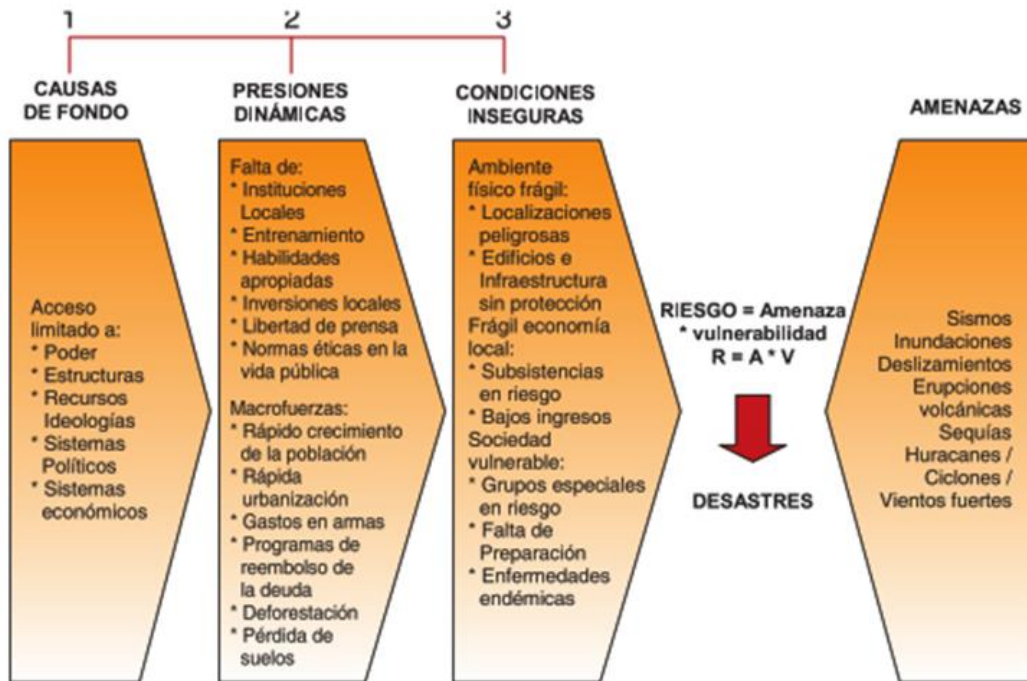 1
2
3
CAUSAS
DE FONDO
PRESIONES
DINÁMICAS
CONDICIONES
INSEGURAS
AMENAZAS
Acceso
limitado a:
* Poder
* Estructuras
* Recursos
Ideologías
* Sistemas
Políticos
* Sistemas
económicos
Falta de:
* Instituciones
Locales
* Entrenamiento
* Habilidades
apropiadas
* Inversiones locales
* Libertad de prensa
* Normas éticas en la
vida pública
Macrofuerzas:
* Rápido crecimiento
de la población
* Rápida
urbanización
* Gastos en armas
* Programas de
reembolso de
la deuda
* Deforestación
* Pérdida de
suelos
Ambiente
físico frágil:
* Localizaciones
peligrosas
* Edificios e
Infraestructura
sin protección
Frágil economía
local:
* Subsistencias
en riesgo
* Bajos ingresos
Sociedad
vulnerable:
* Grupos especiales
en riesgo
* Falta de
Preparación
* Enfermedades
endémicas
RIESGO = Amenaza
* vulnerabilidad
R = A * V
DESASTRES
Sismos
Inundaciones
Deslizamientos
Erupciones
volcánicas
Sequías
Huracanes /
Ciclones /
Vientos fuertes